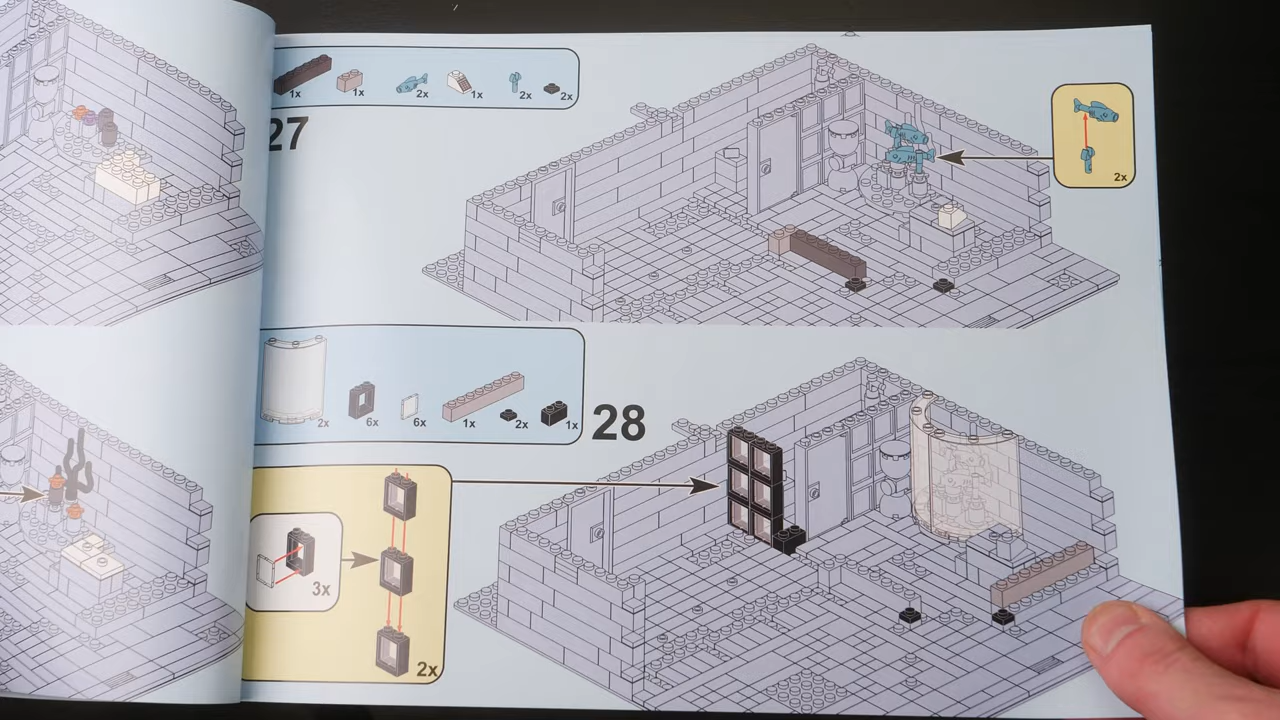 1x 1x 2x 1x 2x 2x
27
2x
2x 6x 6x 1x 2x 1x
28
3x
2x